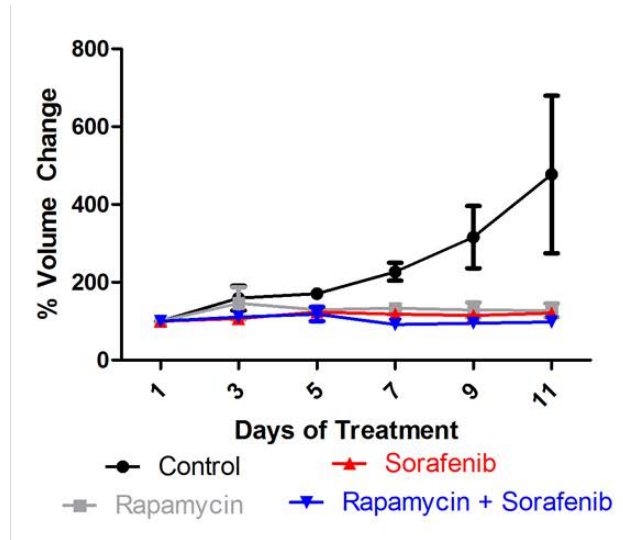 800
600
400
200
0
% Volume Change
1 3 5 7 9 11
Days of Treatment
Control Sorafenib
Rapamycin Rapamycin + Sorafenib